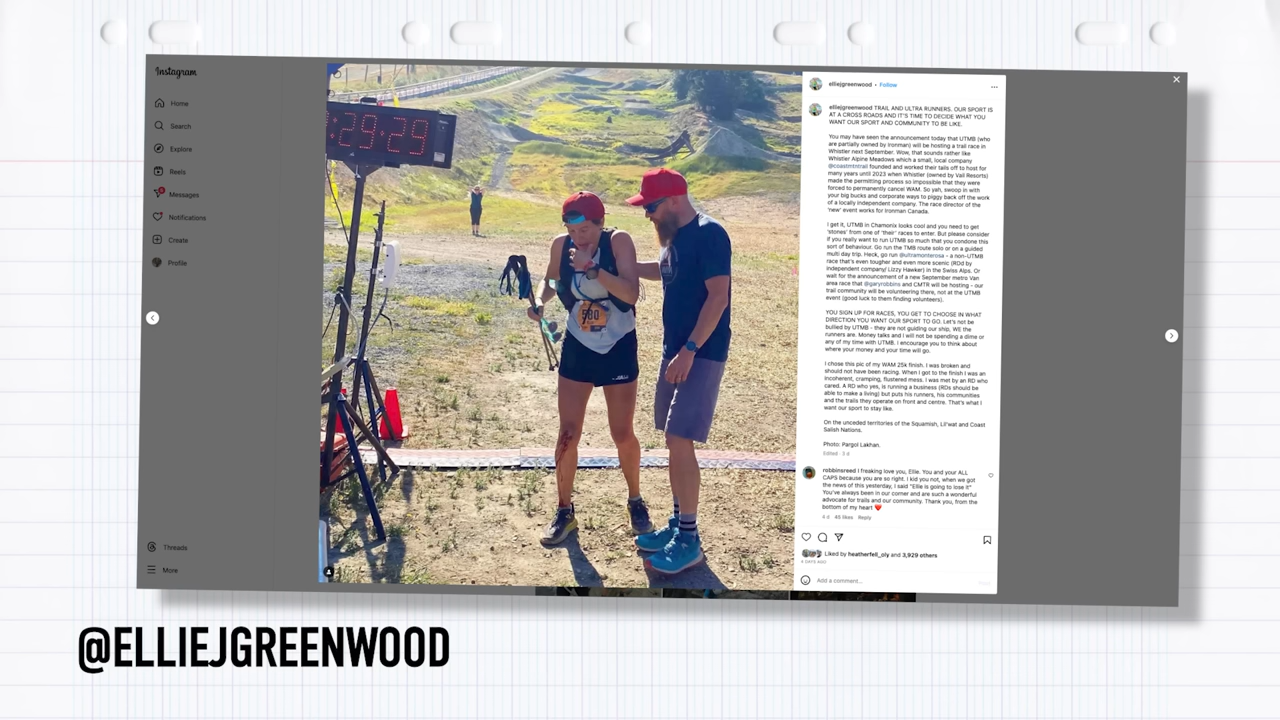 Instagram
Home
Search
Explore
Reels
Messages
Notifications
Create
Profile
Threads
More
:29:29
580
elliejgreenwood • Follow
elliejgreenwood TRAIL AND ULTRA RUNNERS. OUR SPORT IS
AT A CROSS ROADS AND IT'S TIME TO DECIDE WHAT YOU
WANT OUR SPORT AND COMMUNITY TO BE LIKE.
You may have seen the announcement today that UTMB (who
are partially owned by Ironman) will be hosting a trail race in
Whistler next September. Wow, that sounds rather like
Whistler Alpine Meadows which a small, local company
@coastmtntrail founded and worked their tails off to host for
many years until 2023 when Whistler (owned by Vail Resorts)
made the permitting process so impossible that they were
forced to permanently cancel WAM. So yah, swoop in with
your big bucks and corporate ways to piggy back off the work
of a locally independent company. The race director of the
'new' event works for Ironman Canada.
I get it, UTMB in Chamonix looks cool and you need to get
'stones' from one of 'their' races to enter. But please consider
if you really want to run UTMB so much that you condone this
sort of behaviour. Go run the TMB route solo or on a guided
multi day trip. Heck, go run @ultramonterosa - a non-UTMB
race that's even tougher and even more scenic (RDd by
independent company/ Lizzy Hawker) in the Swiss Alps. Or
wait for the announcement of a new September metro Van
area race that @garyrobbins and CMTR will be hosting - our
trail community will be volunteering there, not at the UTMB
event (good luck to them finding volunteers).
YOU SIGN UP FOR RACES, YOU GET TO CHOOSE IN WHAT
DIRECTION YOU WANT OUR SPORT TO GO. Let's not be
bullied by UTMB - they are not guiding our ship, WE the
runners are. Money talks and I will not be spending a dime or
any of my time with UTMB. I encourage you to think about
where your money and your time will go.
I chose this pic of my WAM 25k finish. I was broken and
should not have been racing. When I got to the finish I was an
incoherent, cramping, flustered mess. I was met by an RD who
cared. A RD who yes, is running a business (RDs should be
able to make a living) but puts his runners, his communities
and the trails they operate on front and centre. That's what I
want our sport to stay like.
On the unceded territories of the Squamish, Lil'wat and Coast
Salish Nations.
Photo: Pargol Lakhan.
Edited · 3 d
robbinsreed I freaking love you, Ellie. You and your ALL
CAPS because you are so right. I kid you not, when we got
the news of this yesterday, I said "Ellie is going to lose it"
You've always been in our corner and are such a wonderful
advocate for trails and our community. Thank you, from the
bottom of my heart ❤️
4 d 45 likes Reply
Liked by heatherfell_oly and 3,929 others
4 DAYS AGO
Add a comment...
Post
@ELLIEJGREENWOOD